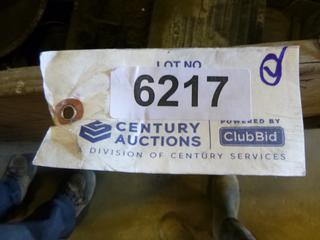 LOT NO
6217
CENTURY
AUCTIONS
POWERED BY
ClubBid
DIVISION OF CENTURY SERVICES